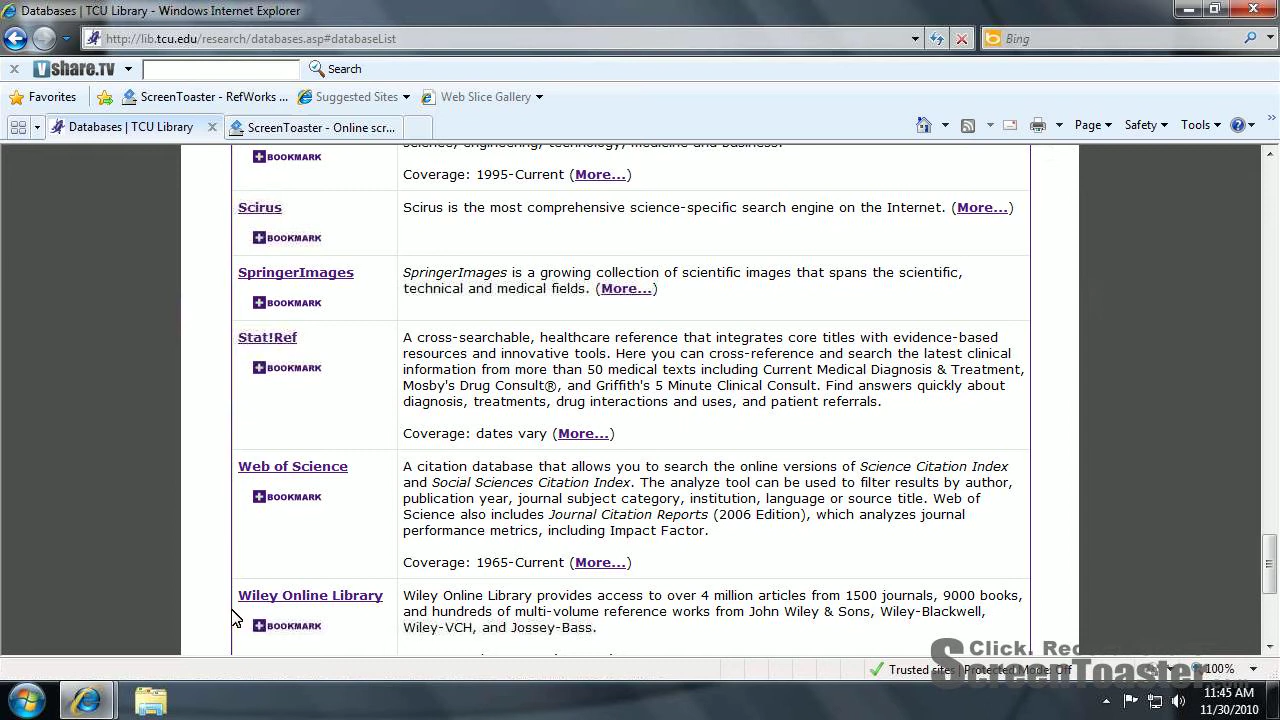 Databases | TCU Library - Windows Internet Explorer
http://lib.tcu.edu/research/databases.asp#databaseList
Bing
vshare.tv
Search
Favorites
ScreenToaster - RefWorks ...
Suggested Sites
Web Slice Gallery
Databases | TCU Library
ScreenToaster - Online scr...
Page
Safety
Tools
science, engineering, technology, medicine and business.
BOOKMARK
Coverage: 1995-Current (More...)
Scirus
Scirus is the most comprehensive science-specific search engine on the Internet. (More...)
BOOKMARK
SpringerImages
SpringerImages is a growing collection of scientific images that spans the scientific,
technical and medical fields. (More...)
BOOKMARK
Stat!Ref
A cross-searchable, healthcare reference that integrates core titles with evidence-based
resources and innovative tools. Here you can cross-reference and search the latest clinical
information from more than 50 medical texts including Current Medical Diagnosis & Treatment,
Mosby's Drug Consult®, and Griffith's 5 Minute Clinical Consult. Find answers quickly about
diagnosis, treatments, drug interactions and uses, and patient referrals.
BOOKMARK
Coverage: dates vary (More...)
Web of Science
A citation database that allows you to search the online versions of Science Citation Index
and Social Sciences Citation Index. The analyze tool can be used to filter results by author,
publication year, journal subject category, institution, language or source title. Web of
Science also includes Journal Citation Reports (2006 Edition), which analyzes journal
performance metrics, including Impact Factor.
BOOKMARK
Coverage: 1965-Current (More...)
Wiley Online Library
Wiley Online Library provides access to over 4 million articles from 1500 journals, 9000 books,
and hundreds of multi-volume reference works from John Wiley & Sons, Wiley-Blackwell,
Wiley-VCH, and Jossey-Bass.
BOOKMARK
Click. Rec
ScreenToaster.com
Trusted sites | Protected Mode: Off
100%
11:45 AM
11/30/2010